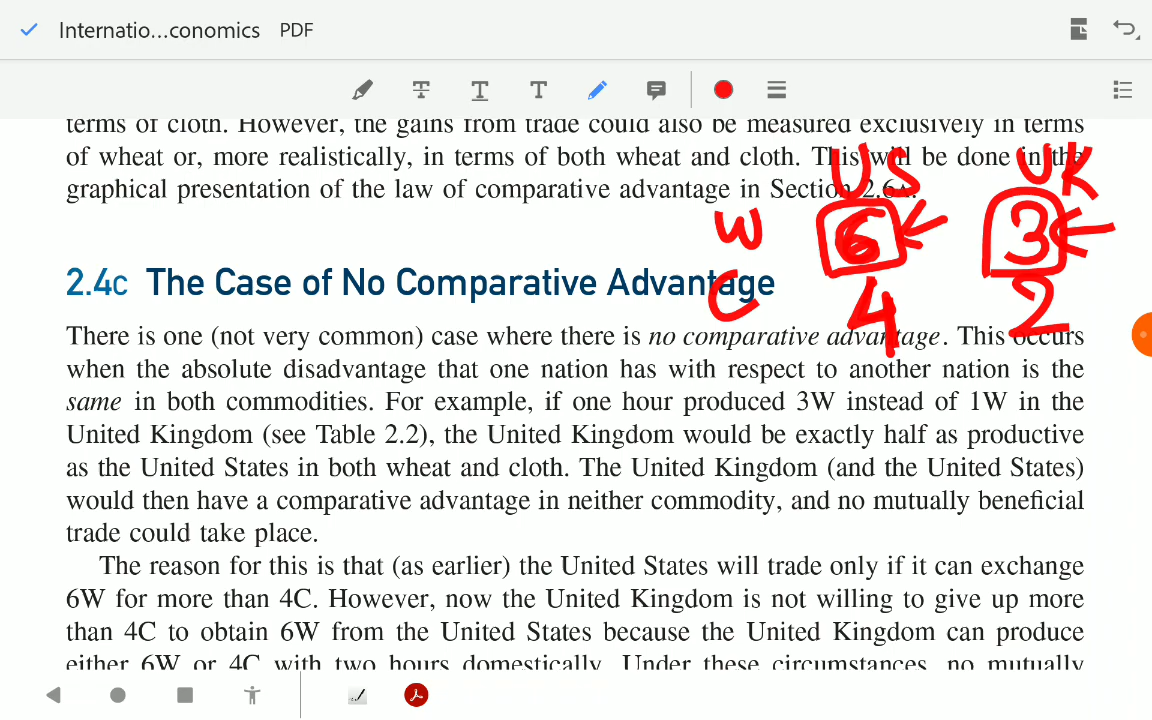 Internatio...conomics PDF
terms of cloth. However, the gains from trade could also be measured exclusively in terms
of wheat or, more realistically, in terms of both wheat and cloth. This will be done in the
graphical presentation of the law of comparative advantage in Section 2.6A.
US UK
W 6 3
C 4 2
2.4C The Case of No Comparative Advantage
There is one (not very common) case where there is no comparative advantage. This occurs
when the absolute disadvantage that one nation has with respect to another nation is the
same in both commodities. For example, if one hour produced 3W instead of 1W in the
United Kingdom (see Table 2.2), the United Kingdom would be exactly half as productive
as the United States in both wheat and cloth. The United Kingdom (and the United States)
would then have a comparative advantage in neither commodity, and no mutually beneficial
trade could take place.
The reason for this is that (as earlier) the United States will trade only if it can exchange
6W for more than 4C. However, now the United Kingdom is not willing to give up more
than 4C to obtain 6W from the United States because the United Kingdom can produce
either 6W or 4C with two hours domestically. Under these circumstances, no mutually